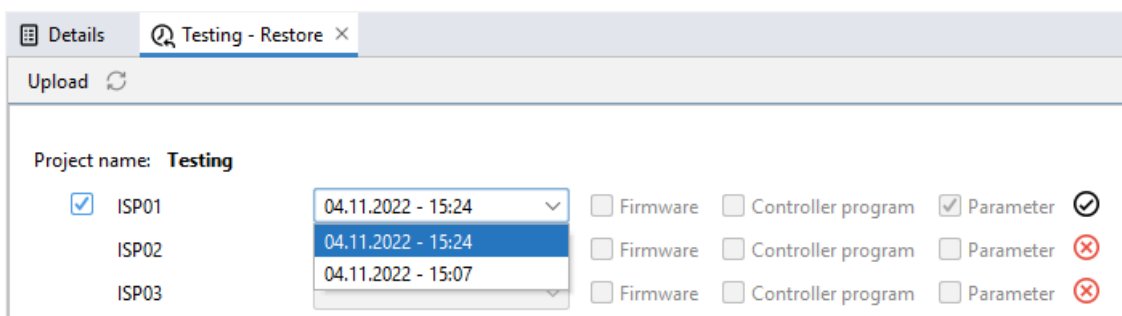 Details Testing - Restore
Upload
Project name: Testing
ISP01 04.11.2022 - 15:24 Firmware Controller program Parameter
ISP02 04.11.2022 - 15:24 Firmware Controller program Parameter
04.11.2022 - 15:07
ISP03 Firmware Controller program Parameter